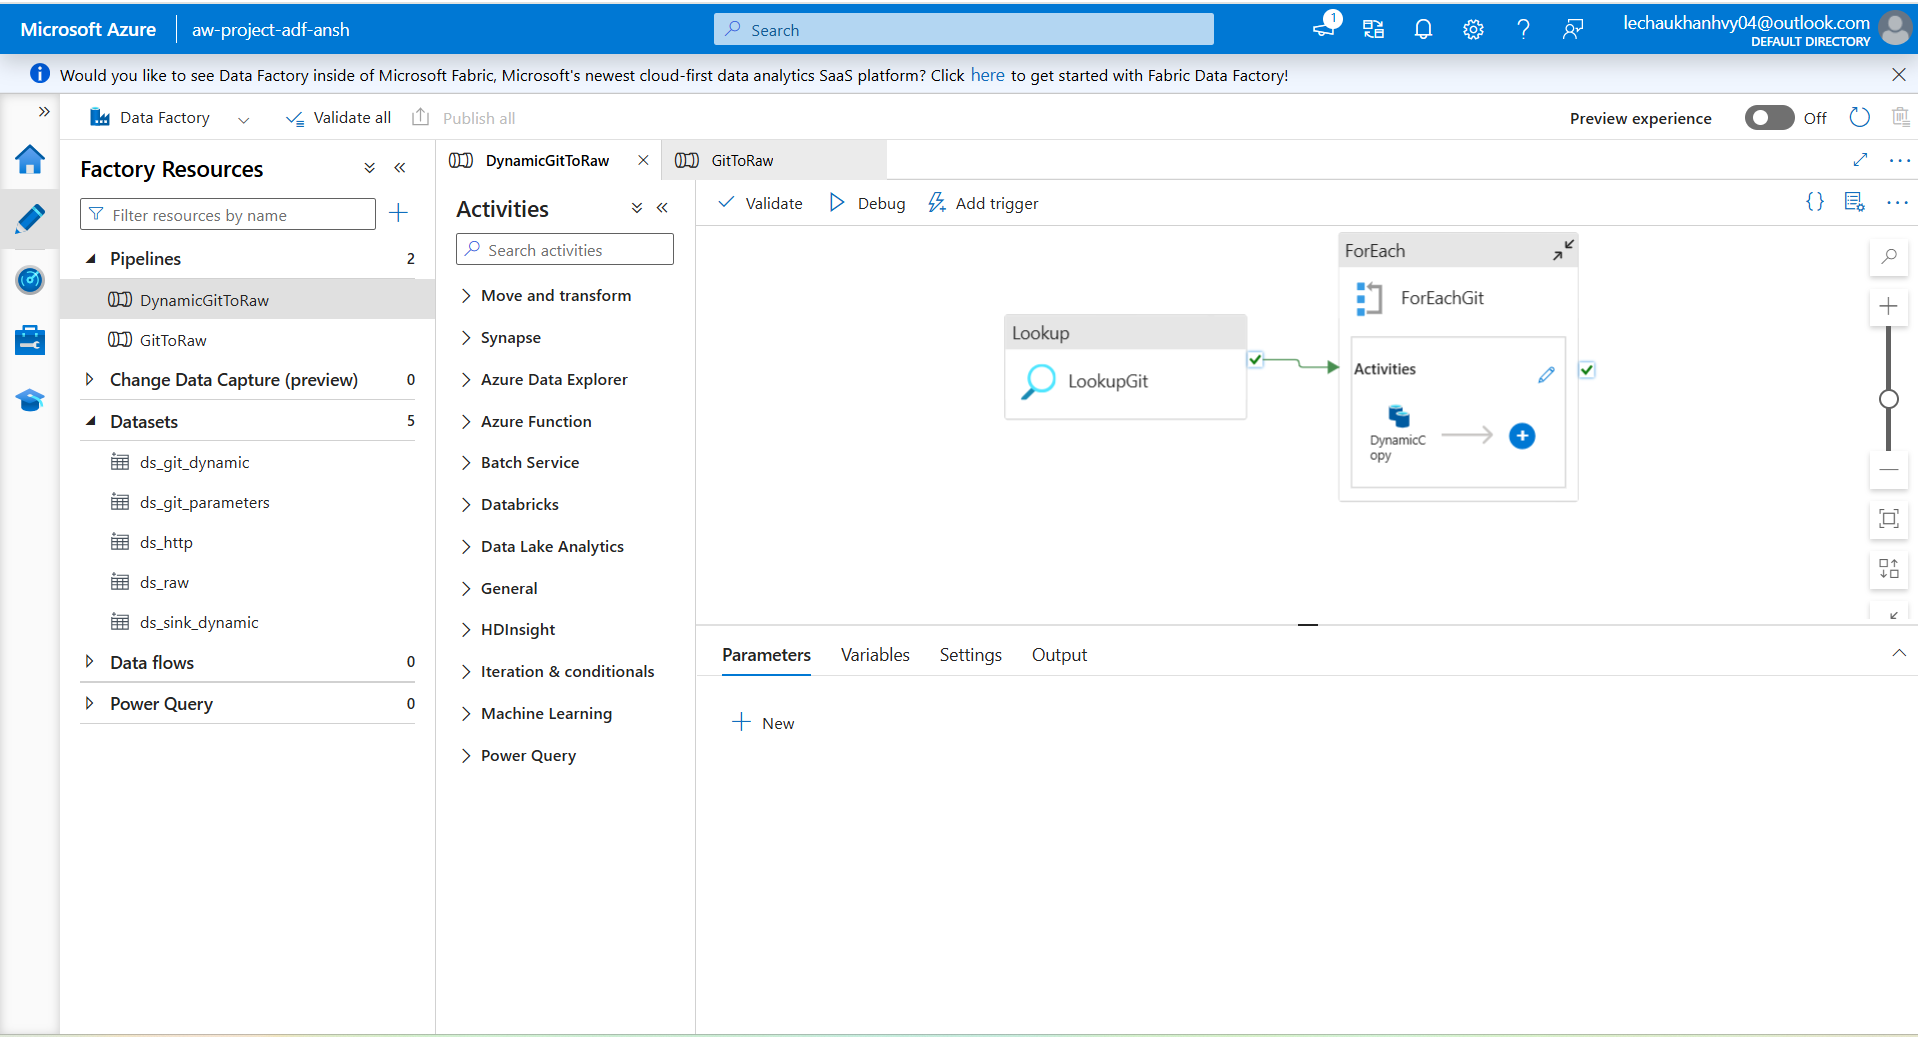 Microsoft Azure
aw-project-adf-ansh
Search
1
lechaukhanhvy04@outlook.com
DEFAULT DIRECTORY
Would you like to see Data Factory inside of Microsoft Fabric, Microsoft's newest cloud-first data analytics SaaS platform? Click here to get started with Fabric Data Factory!
Data Factory
Validate all
Publish all
Preview experience
Off
Factory Resources
Filter resources by name
Pipelines 2
DynamicGitToRaw
GitToRaw
Change Data Capture (preview) 0
Datasets 5
ds_git_dynamic
ds_git_parameters
ds_http
ds_raw
ds_sink_dynamic
Data flows 0
Power Query 0
DynamicGitToRaw
GitToRaw
Activities
Search activities
Move and transform
Synapse
Azure Data Explorer
Azure Function
Batch Service
Databricks
Data Lake Analytics
General
HDInsight
Iteration & conditionals
Machine Learning
Power Query
Validate
Debug
Add trigger
{}
Lookup
LookupGit
ForEach
ForEachGit
Activities
DynamicC
opy
Parameters
Variables
Settings
Output
New